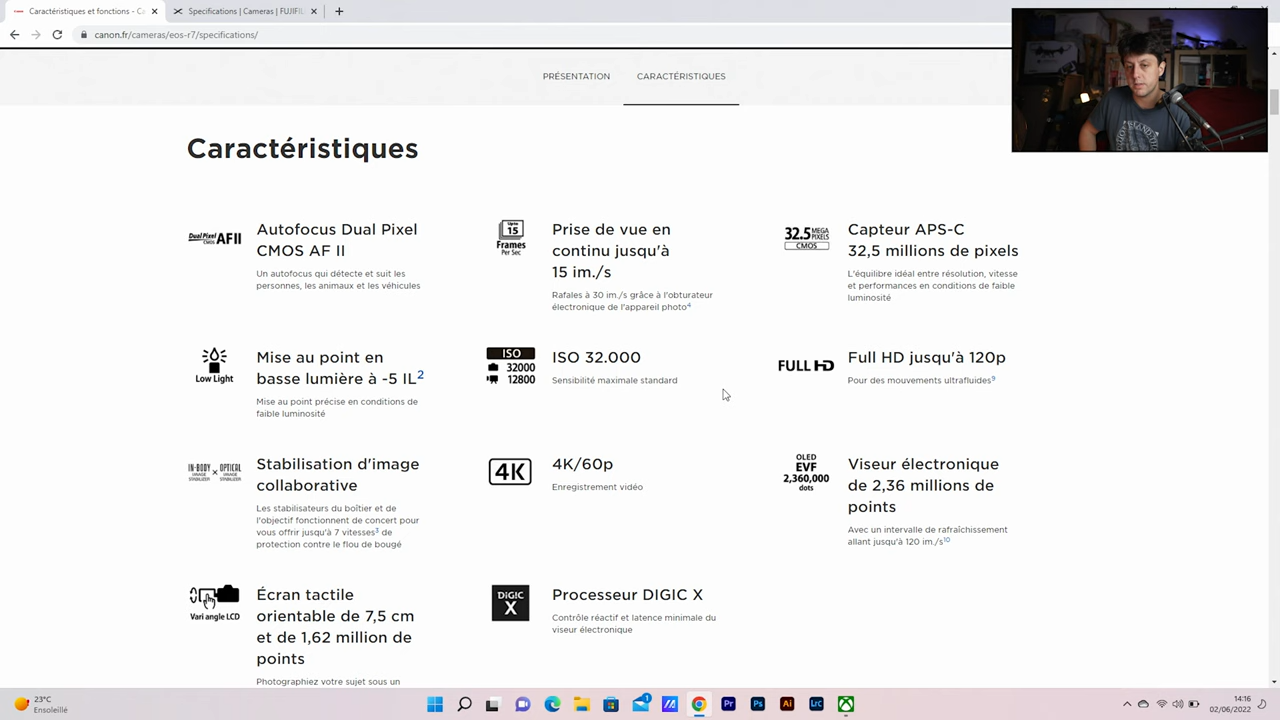 Caractéristiques et fonctions - Ca
Specifications | Cameras | FUJIFIL
canon.fr/cameras/eos-r7/specifications/
PRÉSENTATION
CARACTÉRISTIQUES
Caractéristiques
Dual Pixel CMOS AFII
Autofocus Dual Pixel
CMOS AF II
Un autofocus qui détecte et suit les
personnes, les animaux et les véhicules
Upto
15
Frames
Per Sec
Prise de vue en
continu jusqu'à
15 im./s
Rafales à 30 im./s grâce à l'obturateur
électronique de l'appareil photo4
32.5 MEGA PIXELS
CMOS
Capteur APS-C
32,5 millions de pixels
L'équilibre idéal entre résolution, vitesse
et performances en conditions de faible
luminosité
Low Light
Mise au point en
basse lumière à -5 IL2
Mise au point précise en conditions de
faible luminosité
ISO
32000
12800
ISO 32.000
Sensibilité maximale standard
FULL HD
Full HD jusqu'à 120p
Pour des mouvements ultrafluides9
IN-BODY IMAGE STABILIZER × OPTICAL IMAGE STABILIZER
Stabilisation d'image
collaborative
Les stabilisateurs du boîtier et de
l'objectif fonctionnent de concert pour
vous offrir jusqu'à 7 vitesses3 de
protection contre le flou de bougé
4K
4K/60p
Enregistrement vidéo
OLED
EVF
2,360,000
dots
Viseur électronique
de 2,36 millions de
points
Avec un intervalle de rafraîchissement
allant jusqu'à 120 im./s10
Vari angle LCD
Écran tactile
orientable de 7,5 cm
et de 1,62 million de
points
Photographiez votre sujet sous un
DIGIC
X
Processeur DIGIC X
Contrôle réactif et latence minimale du
viseur électronique
23°C
Ensoleillé
1
Pr
Ps
Ai
Lrc
14:16
02/06/2022